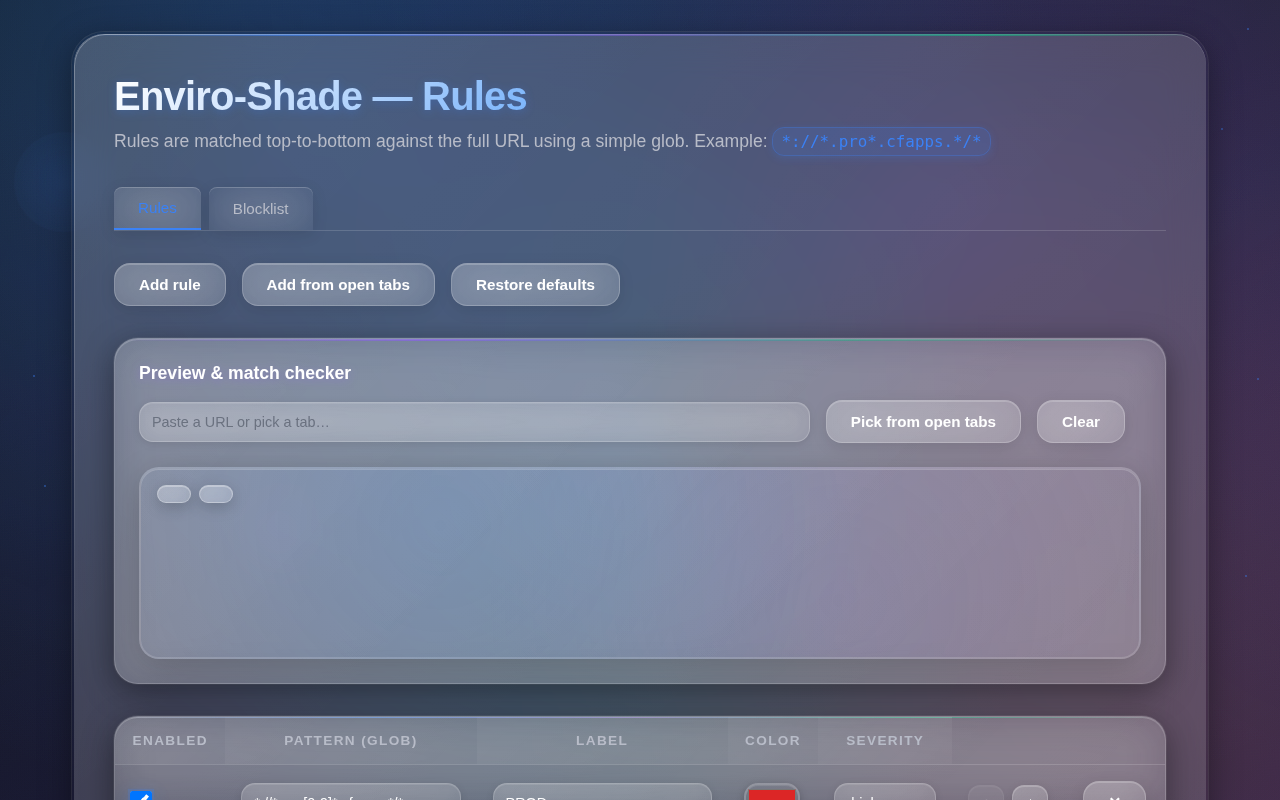 Enviro-Shade — Rules
Rules are matched top-to-bottom against the full URL using a simple glob. Example: *://*.pro*.cfapps.*/*
Rules Blocklist
Add rule Add from open tabs Restore defaults
Preview & match checker
Paste a URL or pick a tab… Pick from open tabs Clear
ENABLED PATTERN (GLOB) LABEL COLOR SEVERITY
PROD high